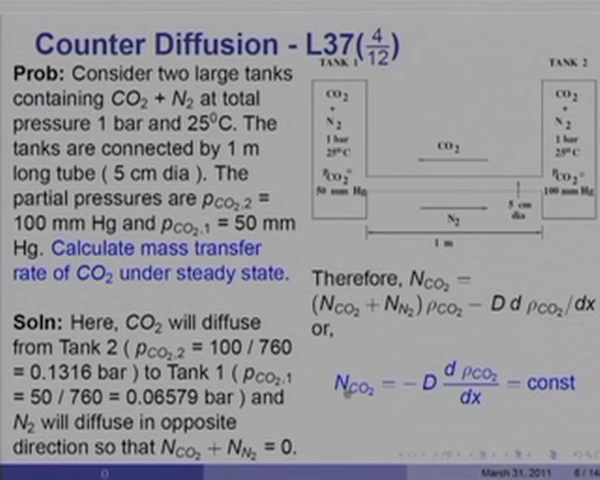 Counter Diffusion - L37(4/12)
Prob: Consider two large tanks
containing CO2 + N2 at total
pressure 1 bar and 25⁰C. The
tanks are connected by 1 m
long tube ( 5 cm dia ). The
partial pressures are pCO2,2 =
100 mm Hg and pCO2,1 = 50 mm
Hg. Calculate mass transfer
rate of CO2 under steady state.
Soln: Here, CO2 will diffuse
from Tank 2 ( pCO2,2 = 100 / 760
= 0.1316 bar ) to Tank 1 ( pCO2,1
= 50 / 760 = 0.06579 bar ) and
N2 will diffuse in opposite
direction so that NCO2 + NN2 = 0.
TANK 1
CO2
+
N2
1 bar
25⁰C
PCO2=
50 mm Hg
CO2
N2
5 cm
dia
1 m
TANK 2
CO2
+
N2
1 bar
25⁰C
PCO2=
100 mm Hg
Therefore, NCO2 =
(NCO2 + NN2) ρCO2 − D d ρCO2/dx
or,
NCO2 = − D d ρCO2/dx = const
()
March 31, 2011
6 / 14